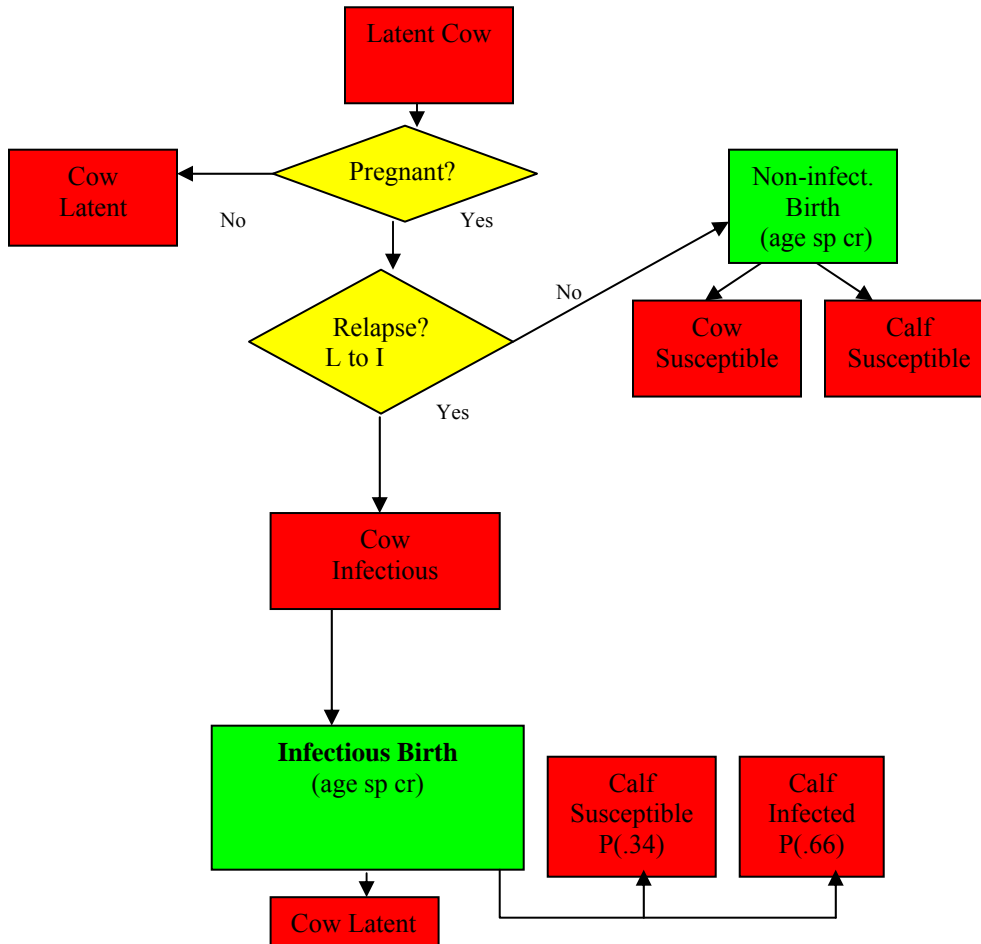 Latent Cow
Pregnant?
Cow
Latent
No
Yes
Non-infect.
Birth
(age sp cr)
Relapse?
L to I
No
Yes
Cow
Susceptible
Calf
Susceptible
Cow
Infectious
Infectious Birth
(age sp cr)
Calf
Susceptible
P(.34)
Calf
Infected
P(.66)
Cow Latent